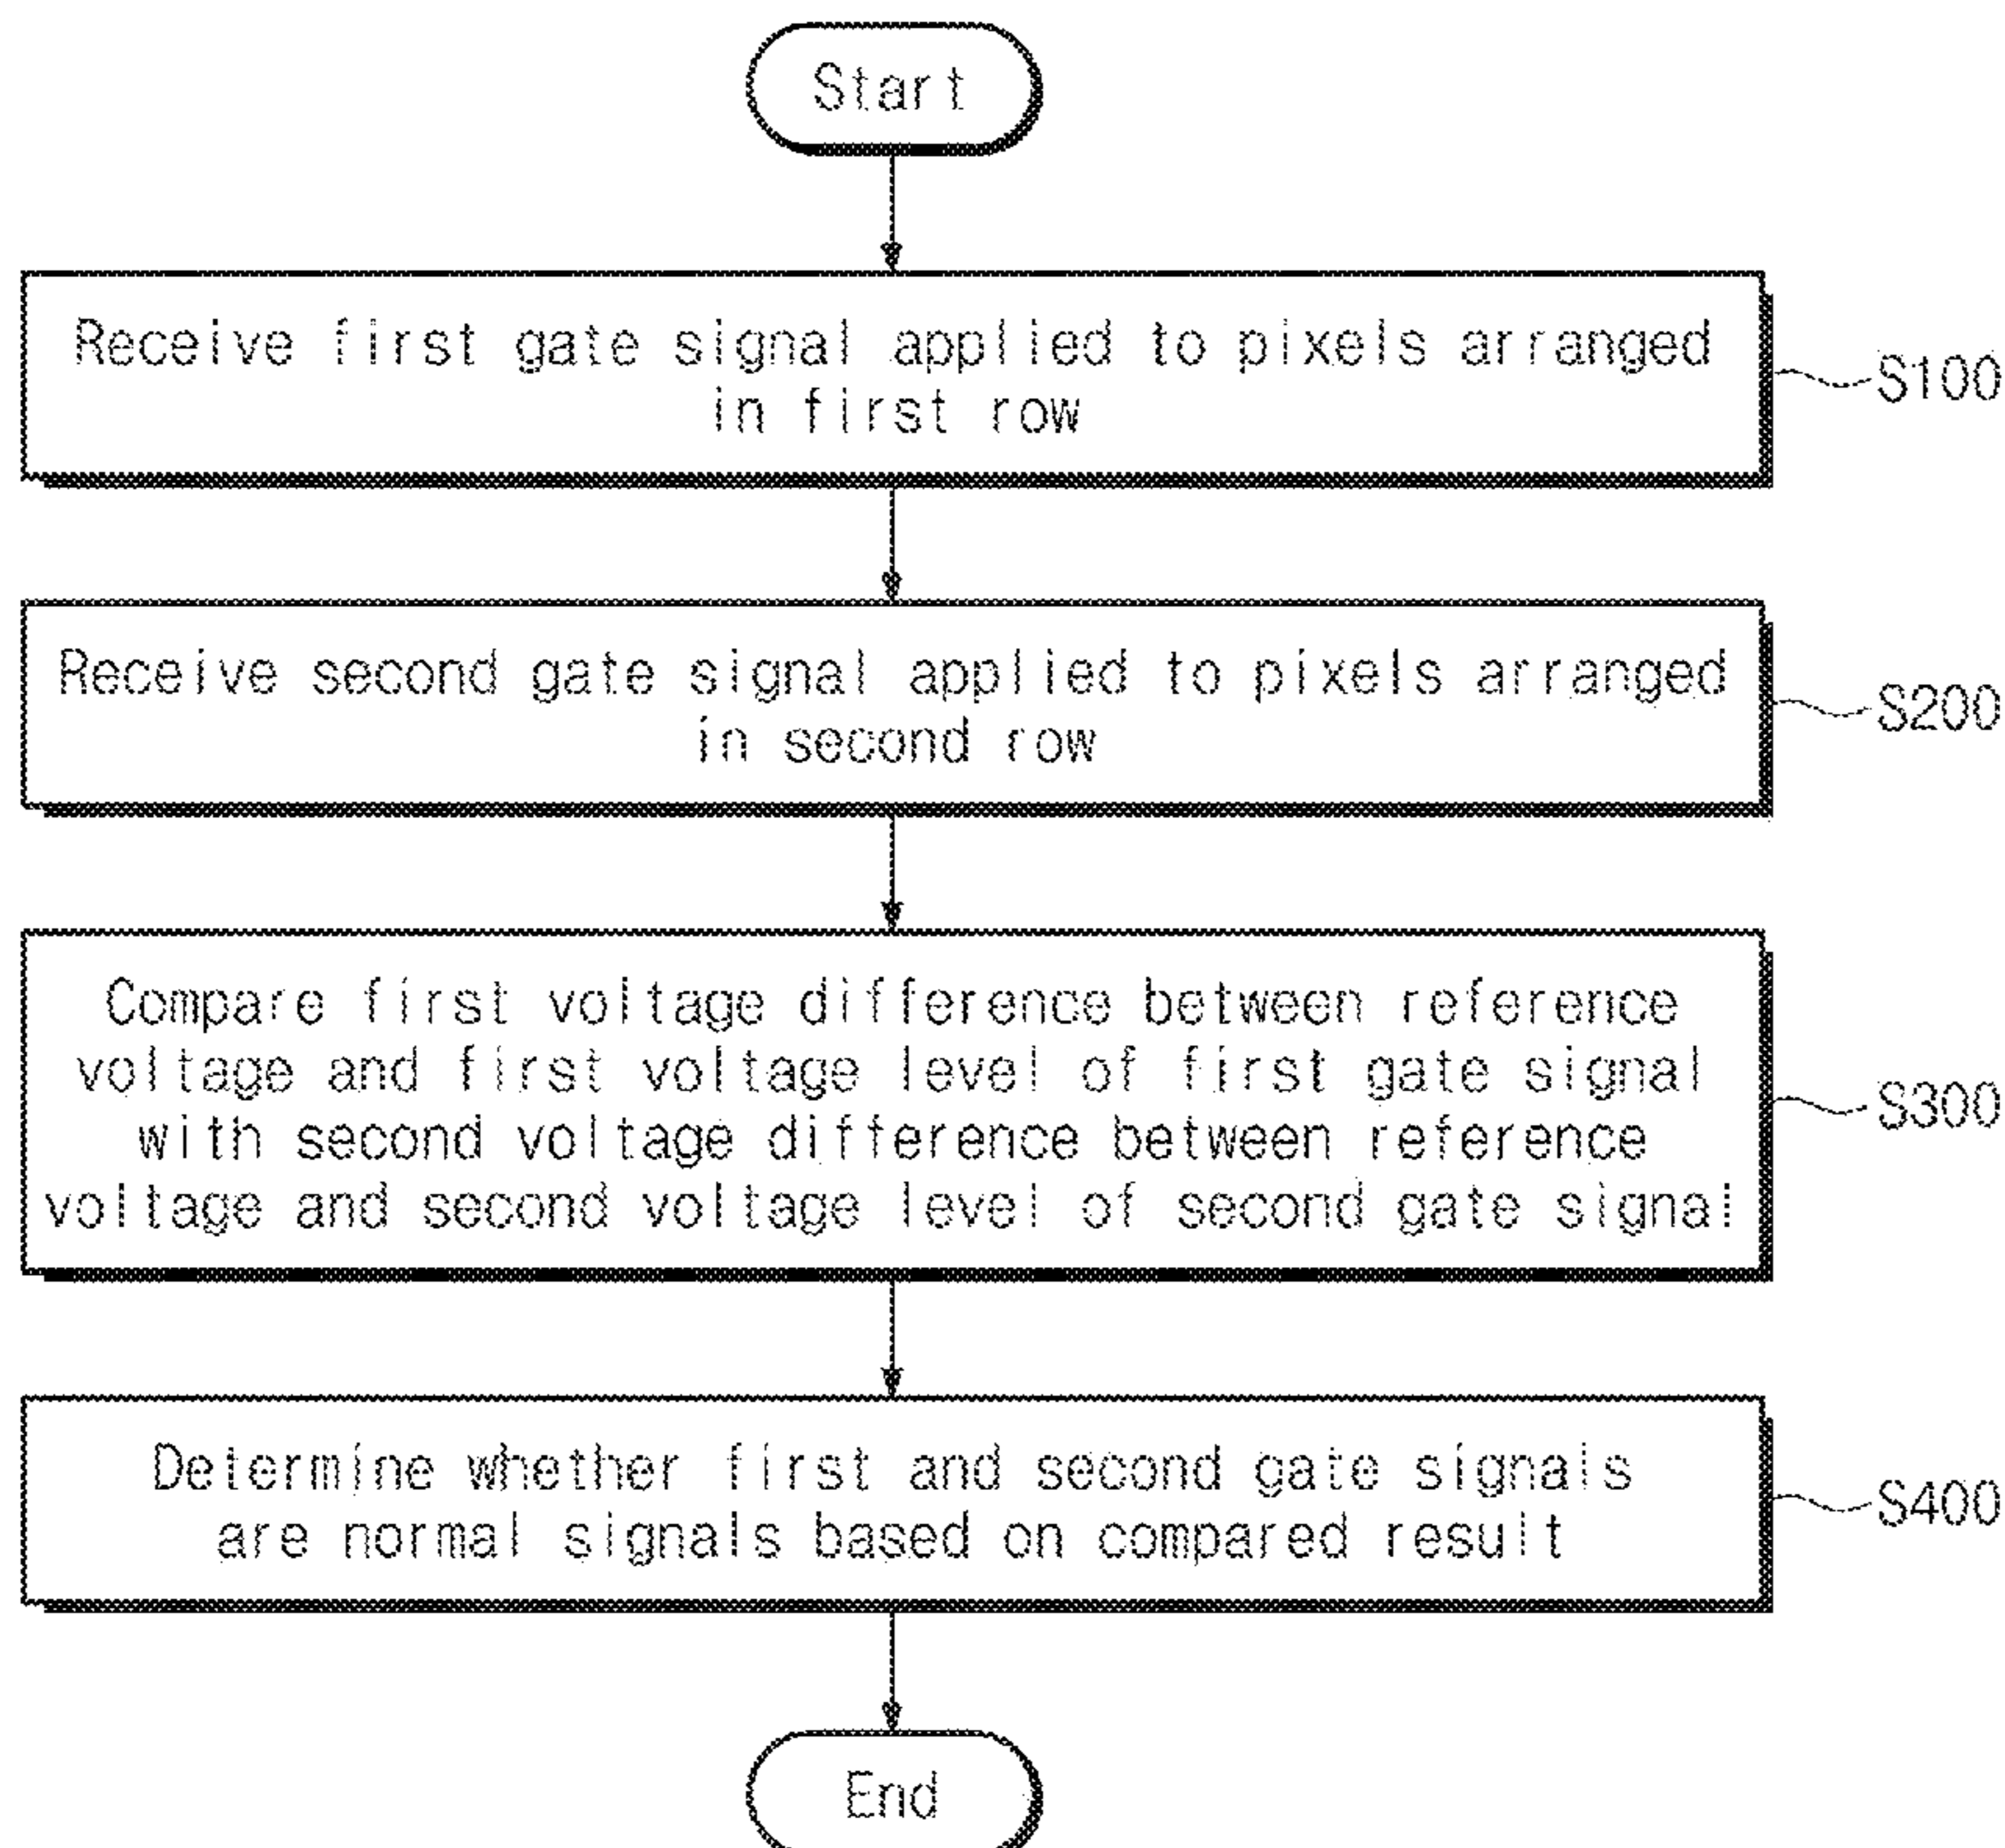 Start
Receive first gate signal applied to pixels arranged
in first row
S100
Receive second gate signal applied to pixels arranged
in second row
S200
Compare first voltage difference between reference
voltage and first voltage level of first gate signal
with second voltage difference between reference
voltage and second voltage level of second gate signal
S300
Determine whether first and second gate signals
are normal signals based on compared result
S400
End